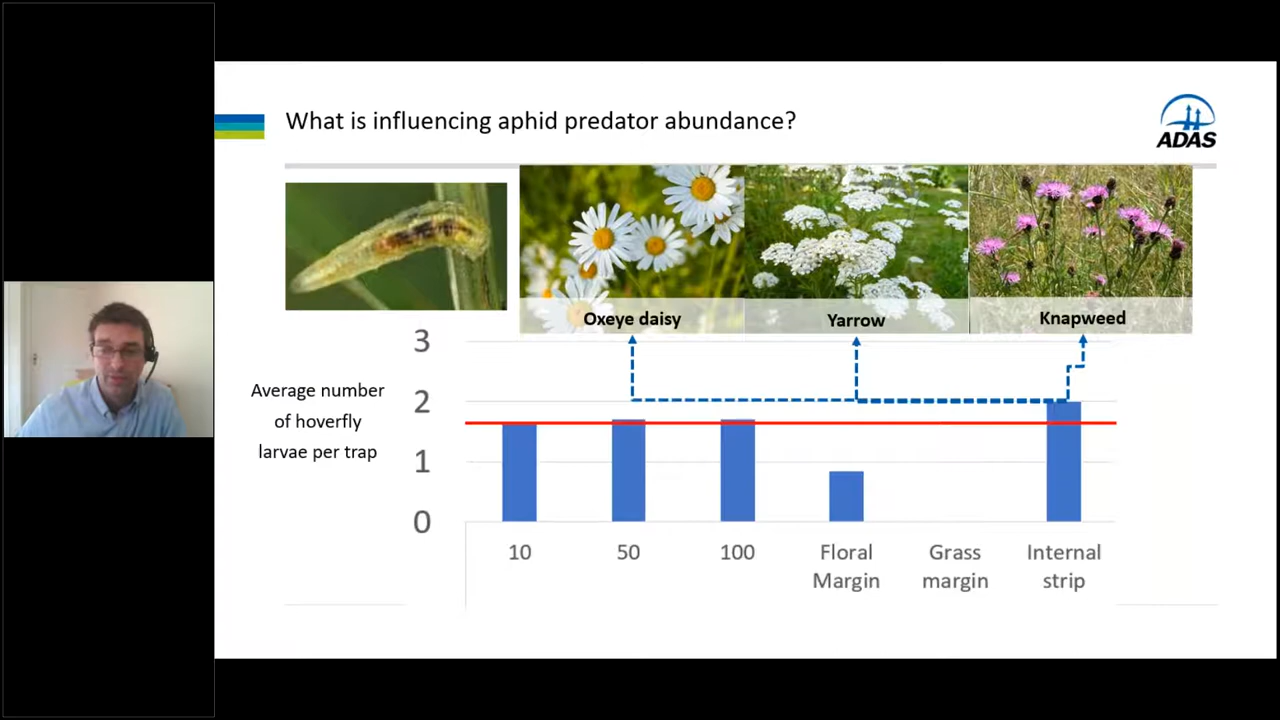 What is influencing aphid predator abundance?
ADAS
Oxeye daisy
Yarrow
Knapweed
Average number
of hoverfly
larvae per trap
3
2
1
0
10
50
100
Floral
Margin
Grass
margin
Internal
strip